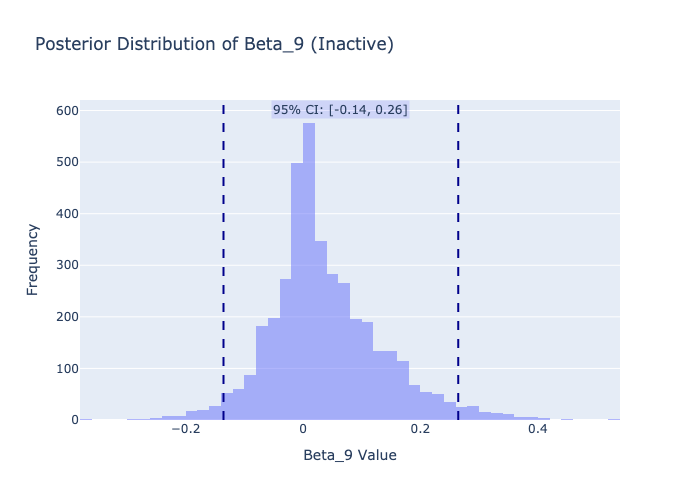 Posterior Distribution of Beta_9 (Inactive)
95% CI: [-0.14, 0.26]
600
500
400
300
200
100
0
Frequency
−0.2 0 0.2 0.4
Beta_9 Value